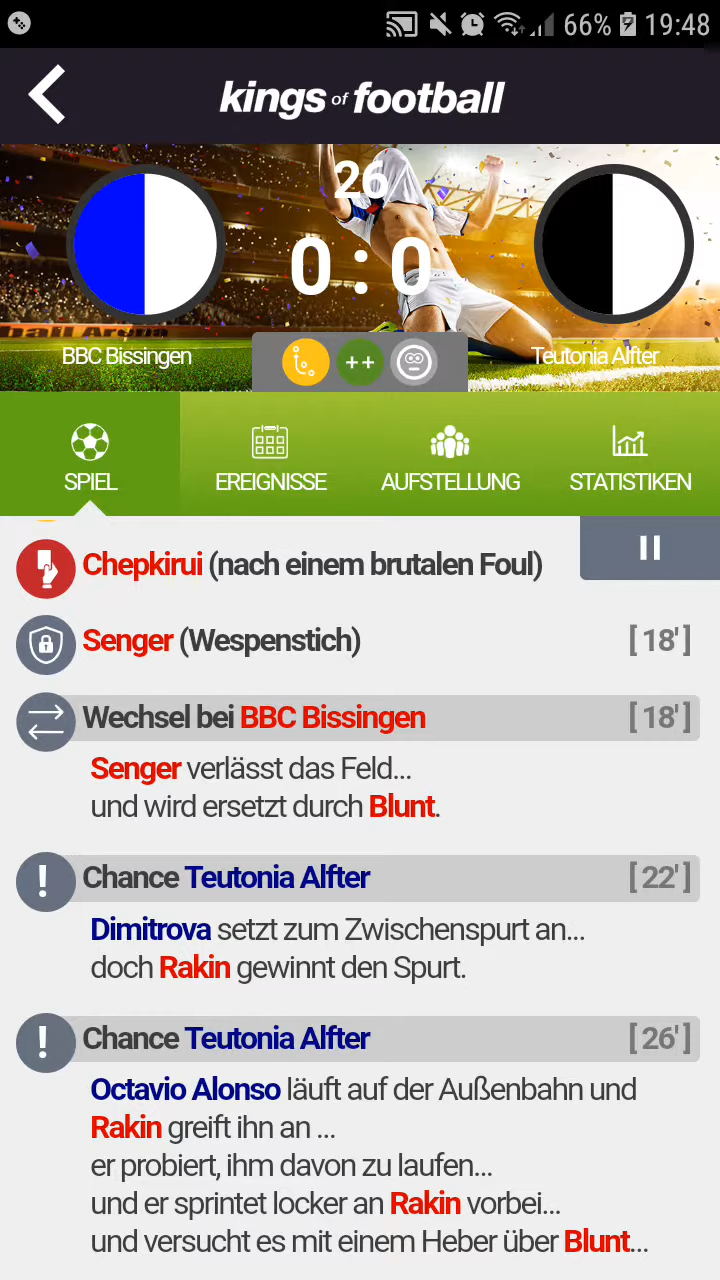 66% 19:48
kings of football
26
0 : 0
BBC Bissingen
++
Teutonia Alfter
SPIEL
EREIGNISSE
AUFSTELLUNG
STATISTIKEN
Chepkirui (nach einem brutalen Foul)
Senger (Wespenstich) [18']
Wechsel bei BBC Bissingen [18']
Senger verlässt das Feld...
und wird ersetzt durch Blunt.
Chance Teutonia Alfter [22']
Dimitrova setzt zum Zwischenspurt an...
doch Rakin gewinnt den Spurt.
Chance Teutonia Alfter [26']
Octavio Alonso läuft auf der Außenbahn und
Rakin greift ihn an ...
er probiert, ihm davon zu laufen...
und er sprintet locker an Rakin vorbei...
und versucht es mit einem Heber über Blunt...